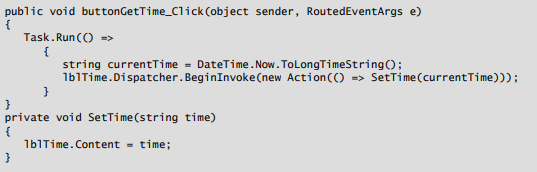 public void buttonGetTime_Click(object sender, RoutedEventArgs e)
{
    Task.Run(() =>
        {
            string currentTime = DateTime.Now.ToLongTimeString();
            lblTime.Dispatcher.BeginInvoke(new Action(() => SetTime(currentTime)));
        }
}
private void SetTime(string time)
{
    lblTime.Content = time;
}